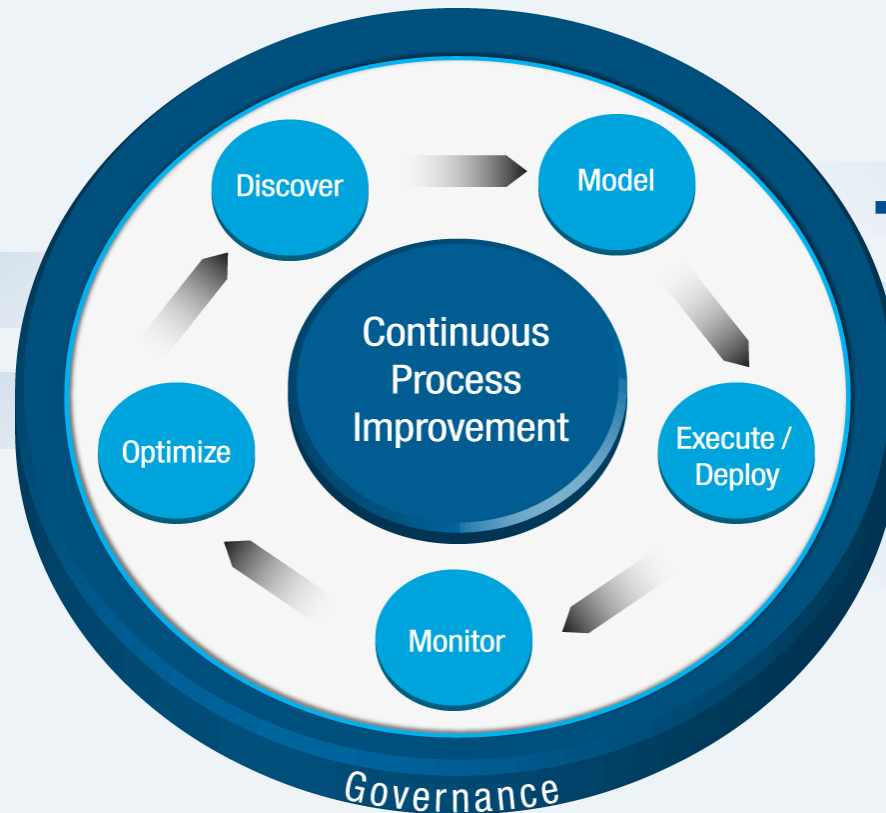 Discover
Model
Continuous
Process
Improvement
Execute /
Deploy
Optimize
Monitor
Governance